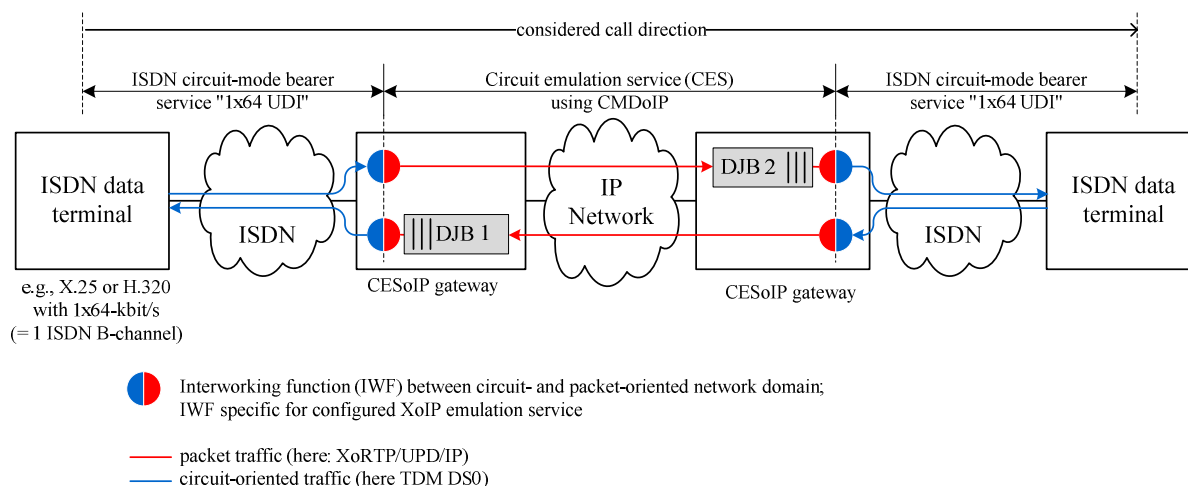 considered call direction
ISDN circuit-mode bearer
service "1x64 UDI"
Circuit emulation service (CES)
using CMDoIP
ISDN circuit-mode bearer
service "1x64 UDI"
ISDN data
terminal
ISDN
DJB 1
IP
Network
DJB 2
ISDN
ISDN data
terminal
e.g., X.25 or H.320
with 1x64-kbit/s
(= 1 ISDN B-channel)
CESoIP gateway
CESoIP gateway
Interworking function (IWF) between circuit- and packet-oriented network domain;
IWF specific for configured XoIP emulation service
packet traffic (here: XoRTP/UPD/IP)
circuit-oriented traffic (here TDM DS0)